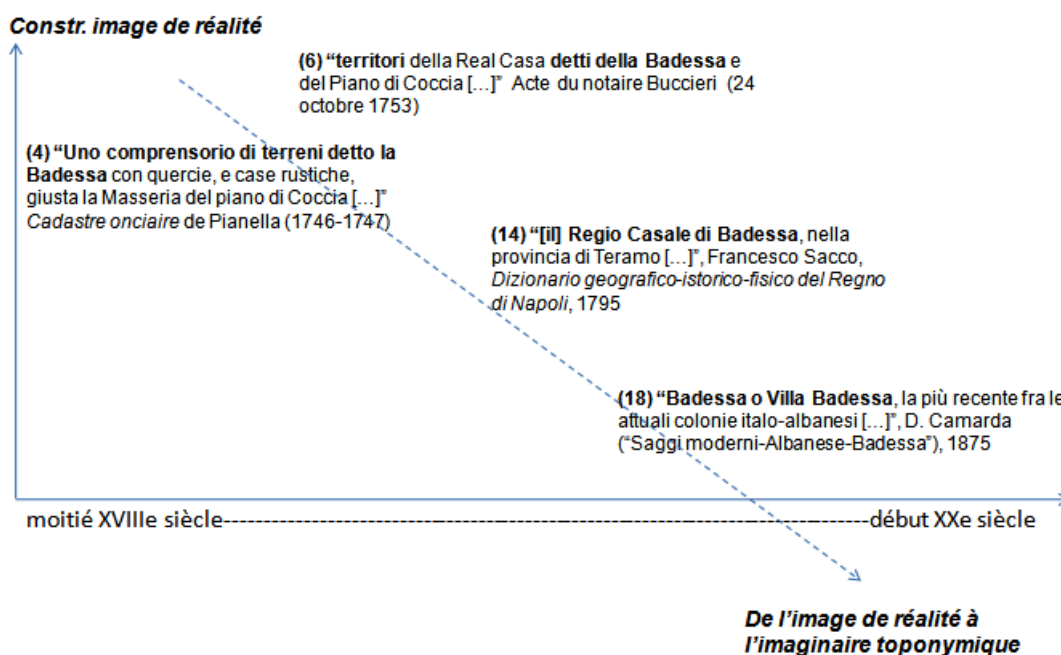 Constr. image de réalité
(6) “territori della Real Casa detti della Badessa e
del Piano di Coccia [...]” Acte du notaire Buccieri (24
octobre 1753)
(4) “Uno comprensorio di terreni detto la
Badessa con quercie, e case rustiche,
giusta la Masseria del piano di Coccia [...]”
Cadastre onciaire de Pianella (1746-1747)
(14) “[il] Regio Casale di Badessa, nella
provincia di Teramo [...]”, Francesco Sacco,
Dizionario geografico-istorico-fisico del Regno
di Napoli, 1795
(18) “Badessa o Villa Badessa, la più recente fra le
attuali colonie italo-albanesi [...]”, D. Camarda
(“Saggi moderni-Albanese-Badessa”), 1875
moitié XVIIIe siècle--------------------début XXe siècle
De l’image de réalité à
l’imaginaire toponymique